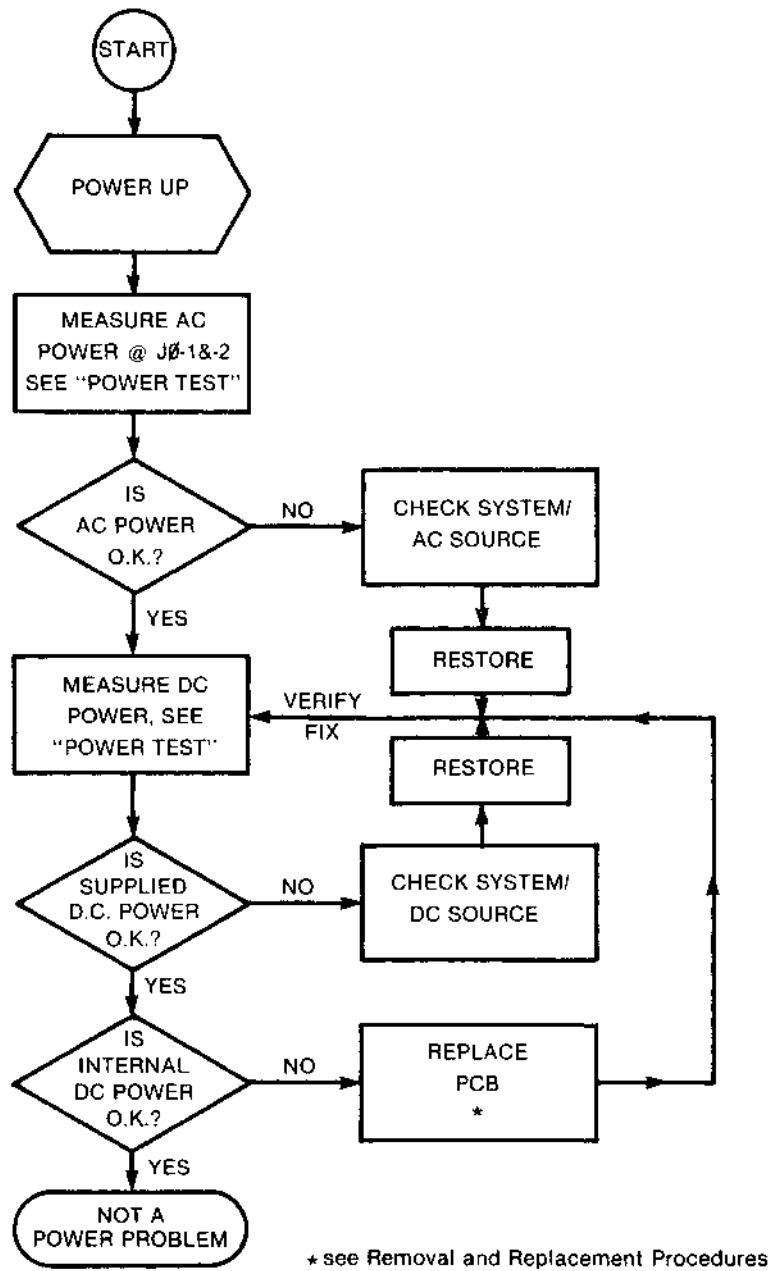 START
POWER UP
MEASURE AC
POWER @ JØ-1&-2
SEE "POWER TEST"
IS
AC POWER
O.K.?
NO
CHECK SYSTEM/
AC SOURCE
YES
RESTORE
MEASURE DC
POWER, SEE
"POWER TEST"
VERIFY
FIX
RESTORE
IS
SUPPLIED
D.C. POWER
O.K.?
NO
CHECK SYSTEM/
DC SOURCE
YES
IS
INTERNAL
DC POWER
O.K.?
NO
REPLACE
PCB
*
YES
NOT A
POWER PROBLEM
* see Removal and Replacement Procedures